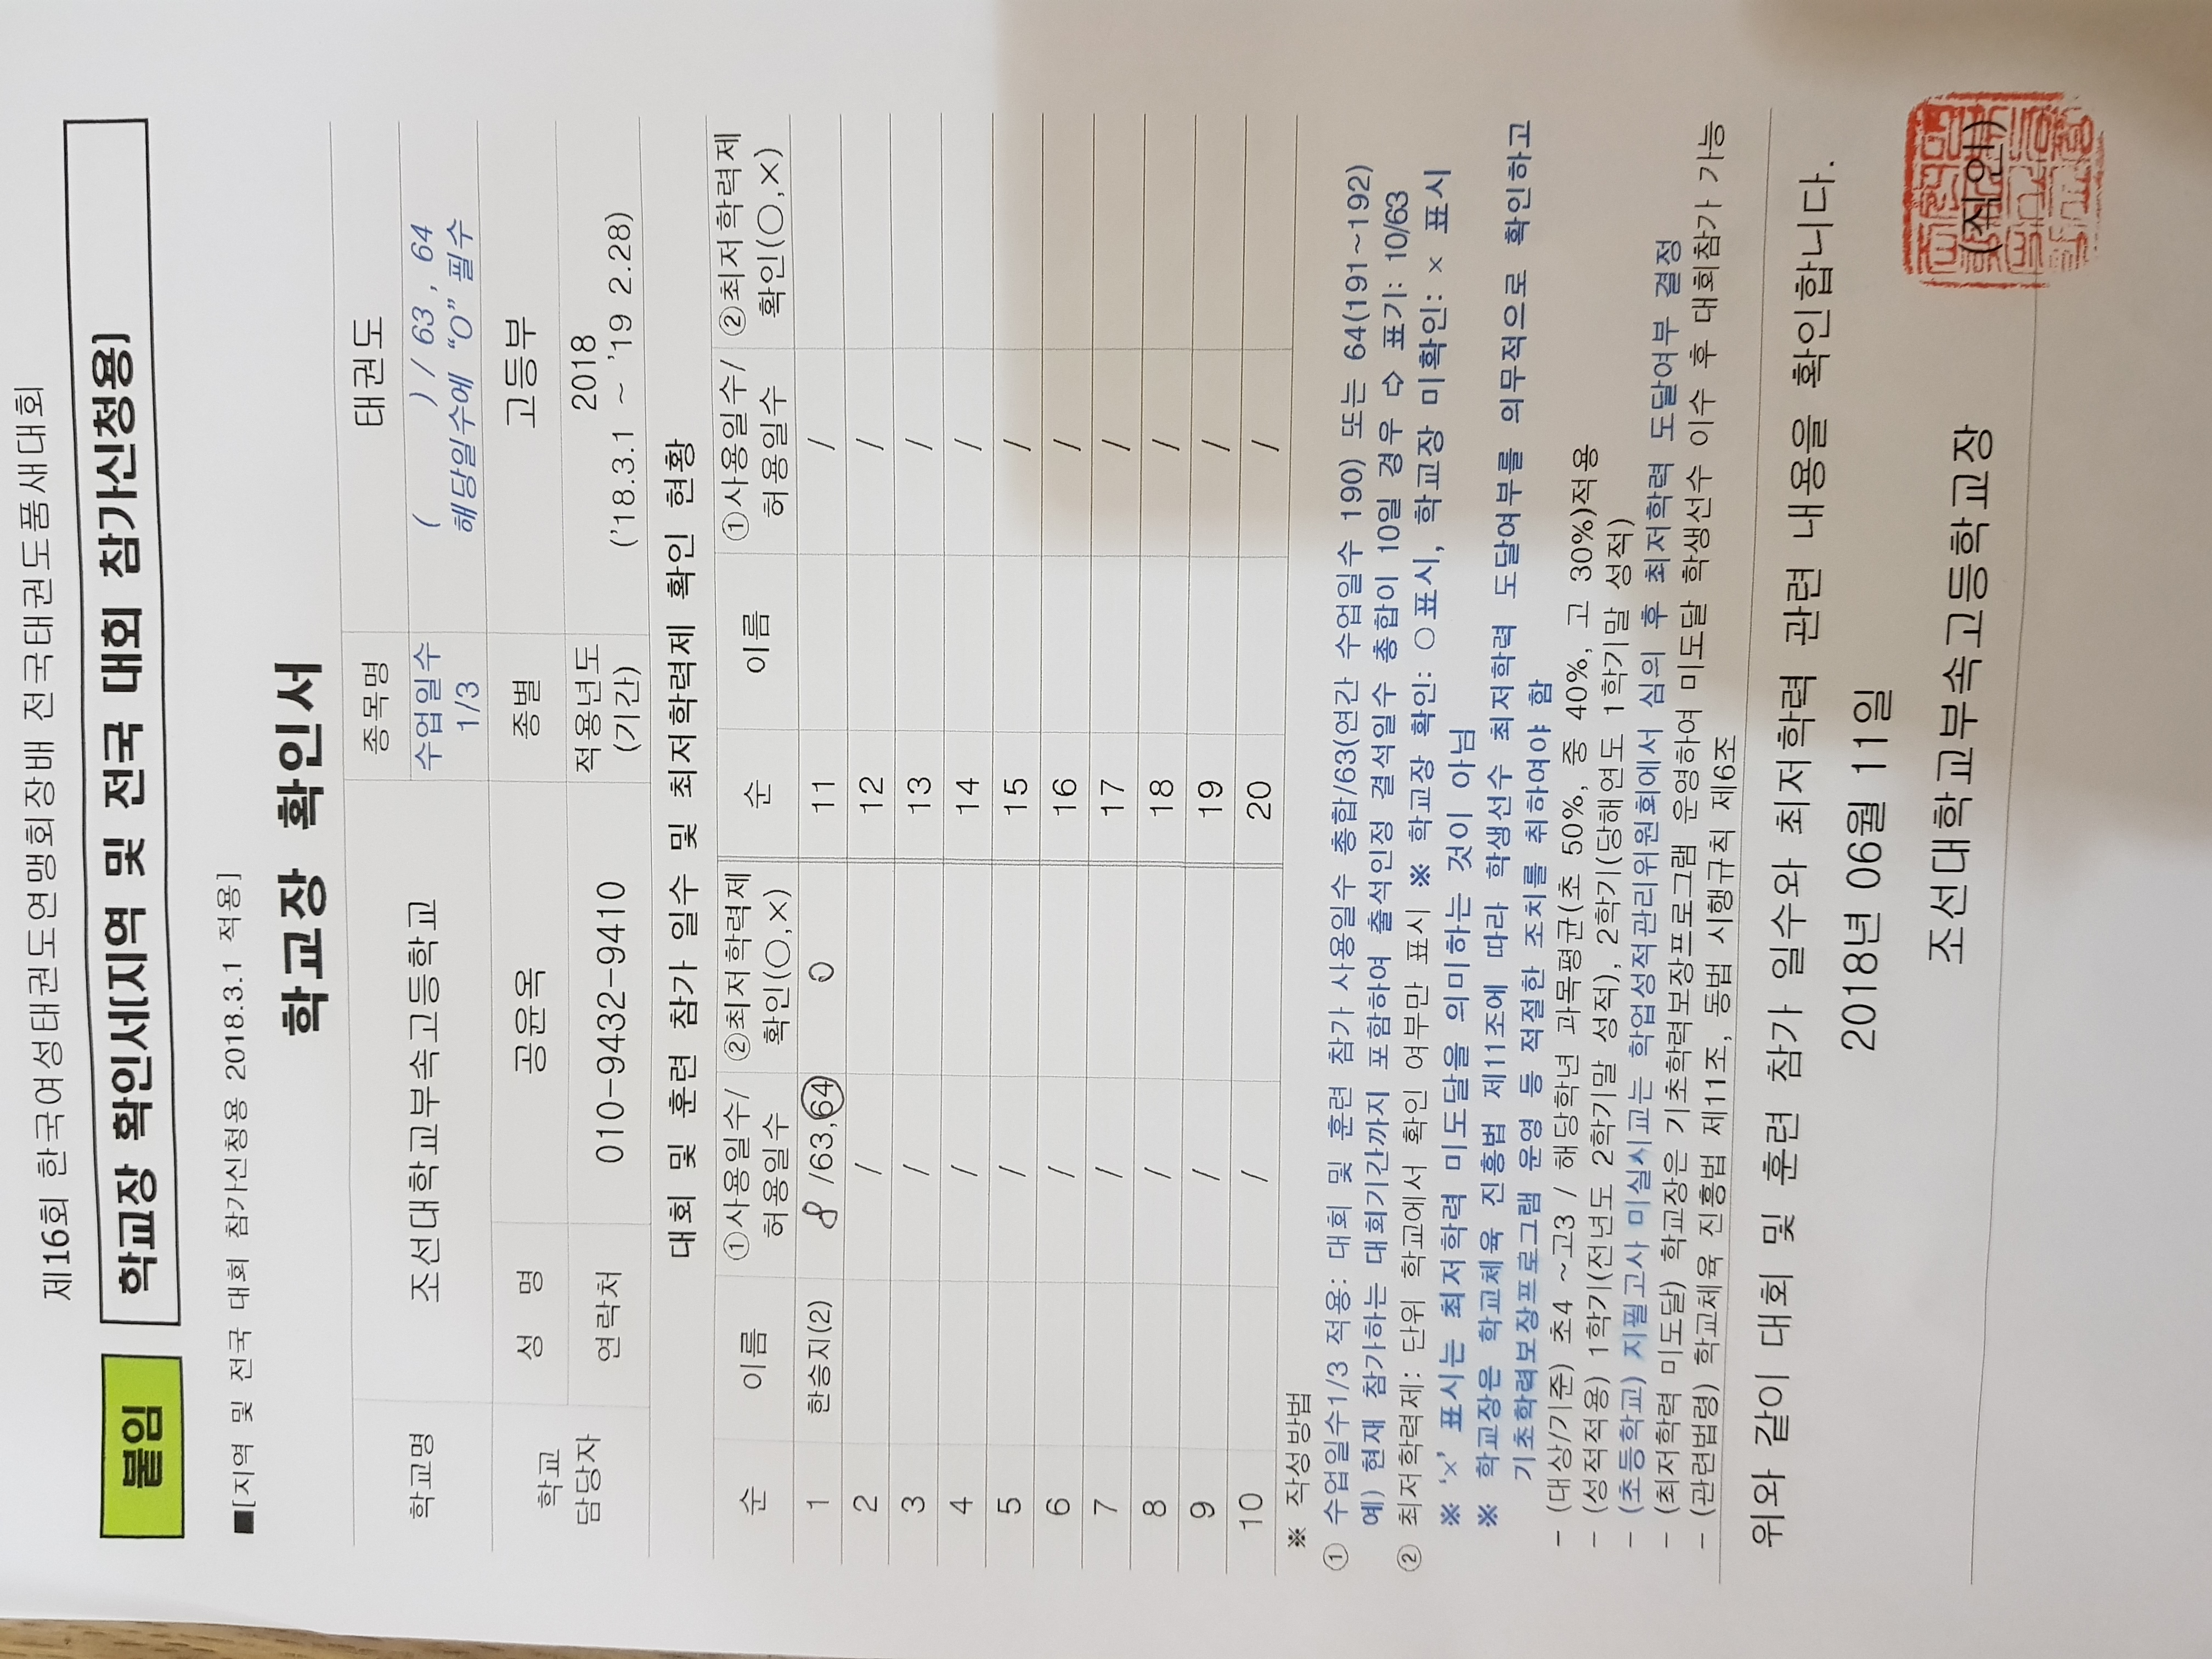 제16회 한국여성태권도연맹회장배 전국태권도품새대회
붙임 학교장 확인서[지역 및 전국 대회 참가신청용]
■[지역 및 전국 대회 참가신청용 2018.3.1 적용]
학교장 확인서
학교명 조선대학교부속고등학교 종목명 태권도
수업일수 1/3 ( ) / 63 , 64
해당일수에 "O" 필수
학교 담당자 성 명 공윤옥 종별 고등부
연락처 010-9432-9410 적용년도 (기간) 2018
('18.3.1 ~ '19 2.28)
대회 및 훈련 참가 일수 및 최저학력제 확인 현황
순 이름 ①사용일수/허용일수 ②최저학력제 확인(○,×) 순 이름 ①사용일수/허용일수 ②최저학력제 확인(○,×)
1 한승지(2) 8 /63,64 O 11 /
2 / 12 /
3 / 13 /
4 / 14 /
5 / 15 /
6 / 16 /
7 / 17 /
8 / 18 /
9 / 19 /
10 / 20 /
※ 작성방법
① 수업일수1/3 적용: 대회 및 훈련 참가 사용일수 총합/63(연간 수업일수 190) 또는 64(191~192)
예) 현재 참가하는 대회기간까지 포함하여 출석인정 결석일수 총합이 10일 경우 ⇨ 표기: 10/63
② 최저학력제: 단위 학교에서 확인 여부만 표시 ※ 학교장 확인: ○표시, 학교장 미확인: × 표시
※ '×' 표시는 최저학력 미도달을 의미하는 것이 아님
※ 학교장은 학교체육 진흥법 제11조에 따라 학생선수 최저학력 도달여부를 의무적으로 확인하고
기초학력보장프로그램 운영 등 적절한 조치를 취하여야 함
- (대상/기준) 초4 ~고3 / 해당학년 과목평균(초 50%, 중 40%, 고 30%)적용
- (성적적용) 1학기(전년도 2학기말 성적), 2학기(당해연도 1학기말 성적)
- (초등학교) 지필고사 미실시교는 학업성적관리위원회에서 심의 후 최저학력 도달여부 결정
- (최저학력 미도달) 학교장은 기초학력보장프로그램 운영하여 미도달 학생선수 이수 후 대회참가 가능
- (관련법령) 학교체육 진흥법 제11조, 동법 시행규칙 제6조
위와 같이 대회 및 훈련 참가 일수와 최저학력 관련 내용을 확인합니다.
2018년 06월 11일
조선대학교부속고등학교장 (직인)